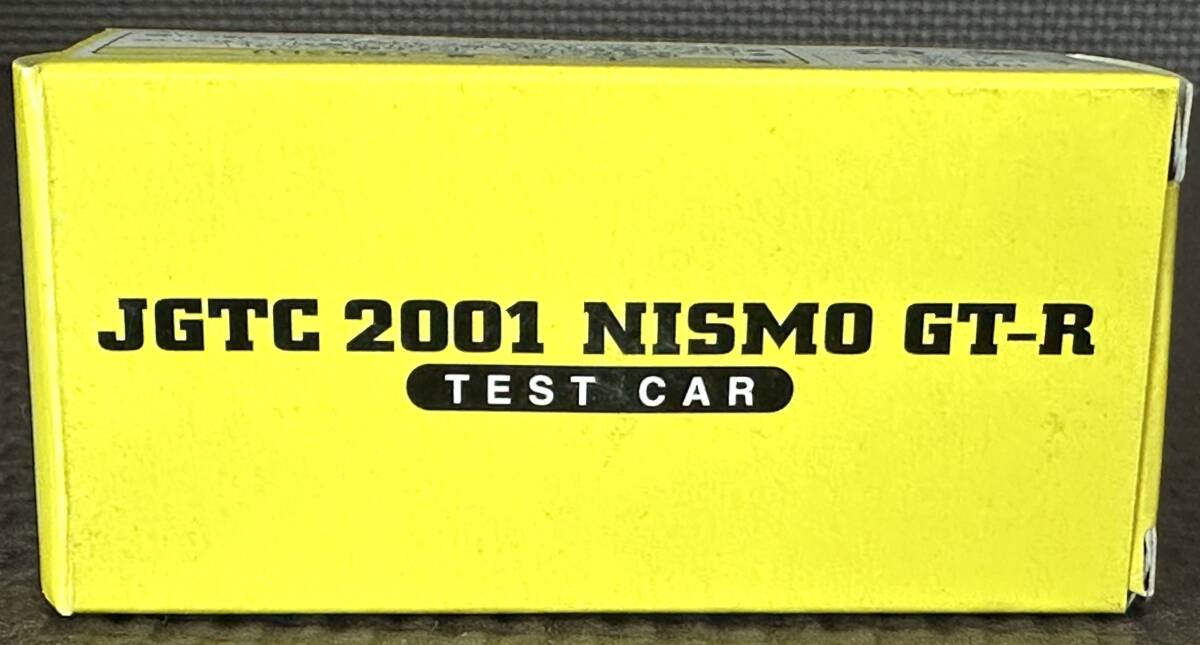 JGTC 2001 NISMO GT-R
TEST CAR